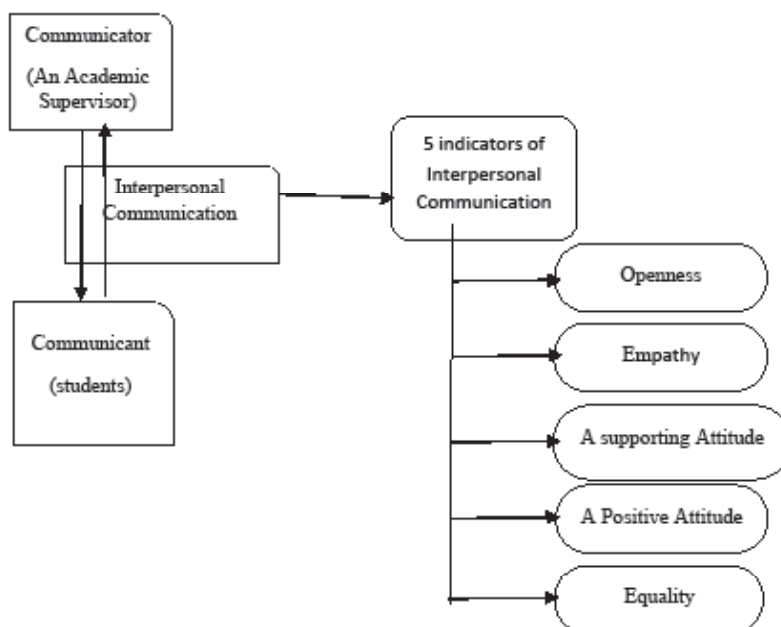 Communicator
(An Academic
Supervisor)
Interpersonal
Communication
Communicant
(students)
5 indicators of
Interpersonal
Communication
Openness
Empathy
A supporting Attitude
A Positive Attitude
Equality